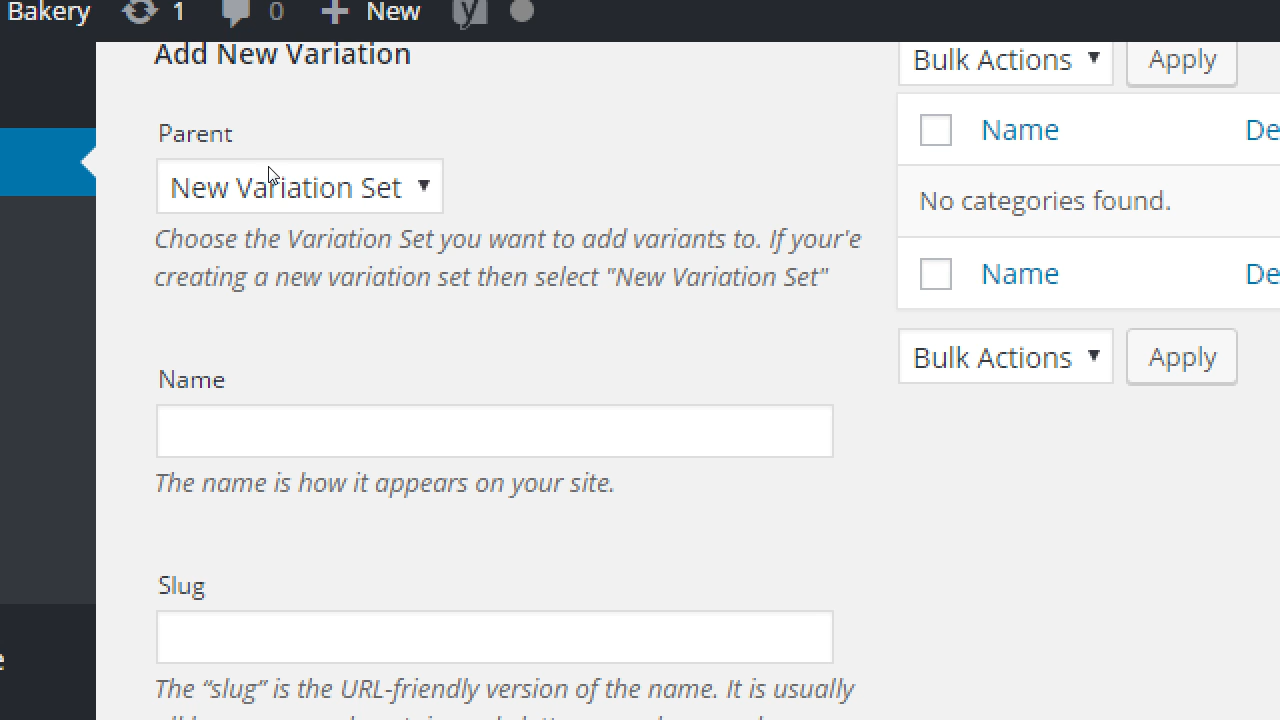 Bakery 1 0 New
Add New Variation
Bulk Actions Apply
Parent
Name
New Variation Set
No categories found.
Choose the Variation Set you want to add variants to. If your'e
creating a new variation set then select "New Variation Set"
Name
Bulk Actions Apply
Name
The name is how it appears on your site.
Slug
The “slug” is the URL-friendly version of the name. It is usually